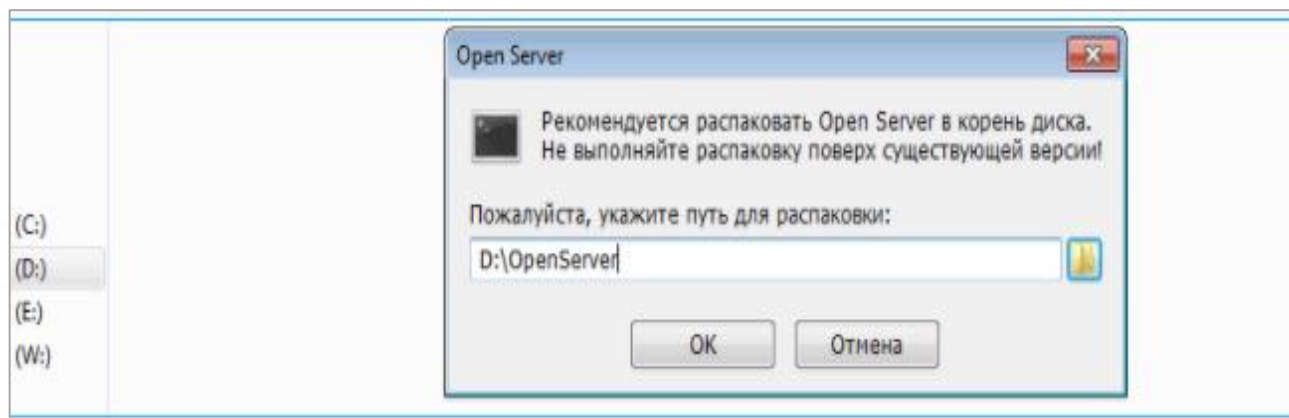 Open Server
Рекомендуется распаковать Open Server в корень диска.
Не выполняйте распаковку поверх существующей версии!
Пожалуйста, укажите путь для распаковки:
(C:)
(D:)
D:\OpenServer
(E:)
(W:)
OK
Отмена